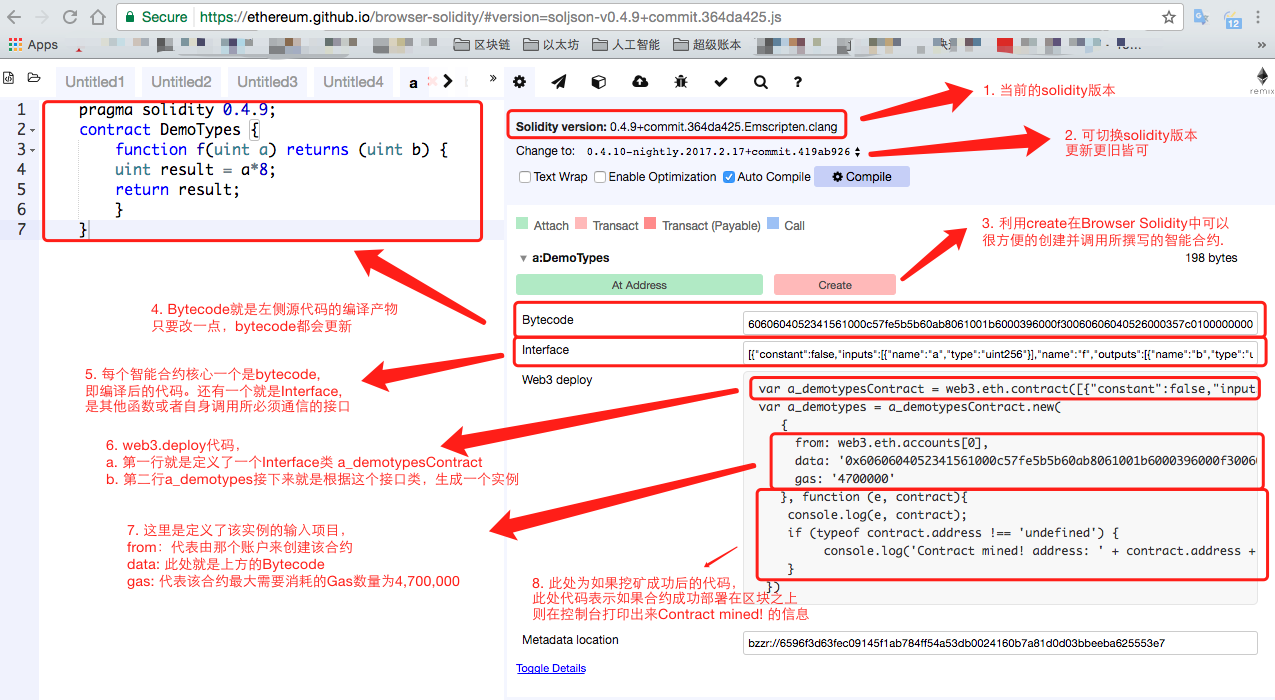 Secure
https://ethereum.github.io/browser-solidity/#version=soljson-v0.4.9+commit.364da425.js
12
Apps
区块链
以太坊
人工智能
超级账本
»
Untitled1
Untitled2
Untitled3
Untitled4
a
»
?
remix
1 pragma solidity 0.4.9;
2 contract DemoTypes {
3 function f(uint a) returns (uint b) {
4 uint result = a*8;
5 return result;
6 }
7 }
Solidity version: 0.4.9+commit.364da425.Emscripten.clang
Change to: 0.4.10-nightly.2017.2.17+commit.419ab926
Text Wrap Enable Optimization Auto Compile Compile
1. 当前的solidity版本
2. 可切换solidity版本
更新更旧皆可
Attach Transact Transact (Payable) Call
3. 利用create在Browser Solidity中可以
很方便的创建并调用所撰写的智能合约.
a:DemoTypes
198 bytes
At Address
Create
4. Bytecode就是左侧源代码的编译产物
只要改一点，bytecode都会更新
Bytecode
6060604052341561000c57fe5b5b60ab8061001b6000396000f30060606040526000357c0100000000
Interface
[{"constant":false,"inputs":[{"name":"a","type":"uint256"}],"name":"f","outputs":[{"name":"b","type":"u
5. 每个智能合约核心一个是bytecode,
即编译后的代码。还有一个就是Interface,
是其他函数或者自身调用所必须通信的接口
Web3 deploy
var a_demotypesContract = web3.eth.contract([{"constant":false,"input
var a_demotypes = a_demotypesContract.new(
{
from: web3.eth.accounts[0],
data: '0x6060604052341561000c57fe5b5b60ab8061001b6000396000f30060
gas: '4700000'
}, function (e, contract){
console.log(e, contract);
if (typeof contract.address !== 'undefined') {
console.log('Contract mined! address: ' + contract.address +
}
})
6. web3.deploy代码，
a. 第一行就是定义了一个Interface类 a_demotypesContract
b. 第二行a_demotypes接下来就是根据这个接口类，生成一个实例
7. 这里是定义了该实例的输入项目，
from：代表由那个账户来创建该合约
data: 此处就是上方的Bytecode
gas: 代表该合约最大需要消耗的Gas数量为4,700,000
8. 此处为如果挖矿成功后的代码，
此处代码表示如果合约成功部署在区块之上
则在控制台打印出来Contract mined! 的信息
Metadata location
bzzr://6596f3d63fec09145f1ab784ff54a53db0024160b7a81d0d03bbeeba625553e7
Toggle Details